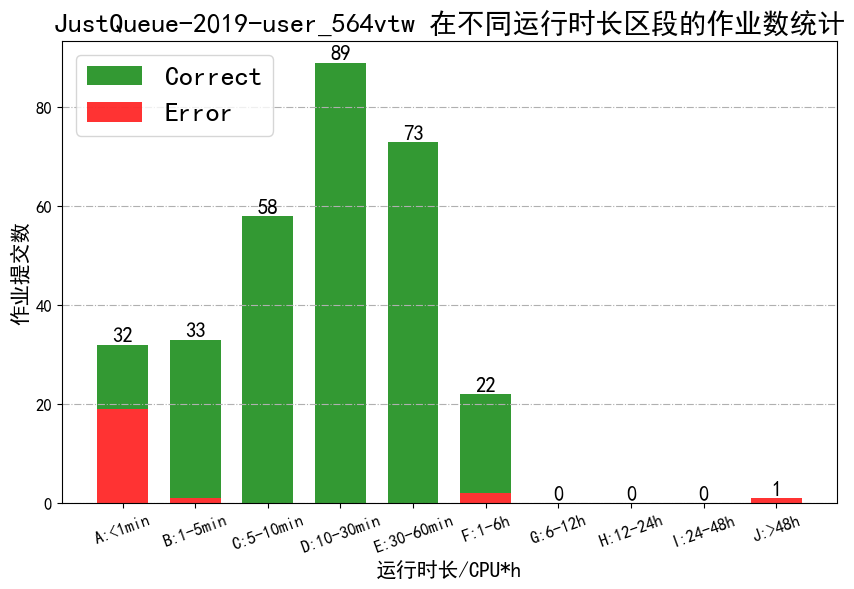 JustQueue-2019-user_564vtw 在不同运行时长区段的作业数统计
Correct
Error
作业提交数
80
60
40
20
0
32
33
58
89
73
22
0
0
0
1
A:<1min
B:1-5min
C:5-10min
D:10-30min
E:30-60min
F:1-6h
G:6-12h
H:12-24h
I:24-48h
J:>48h
运行时长/CPU*h